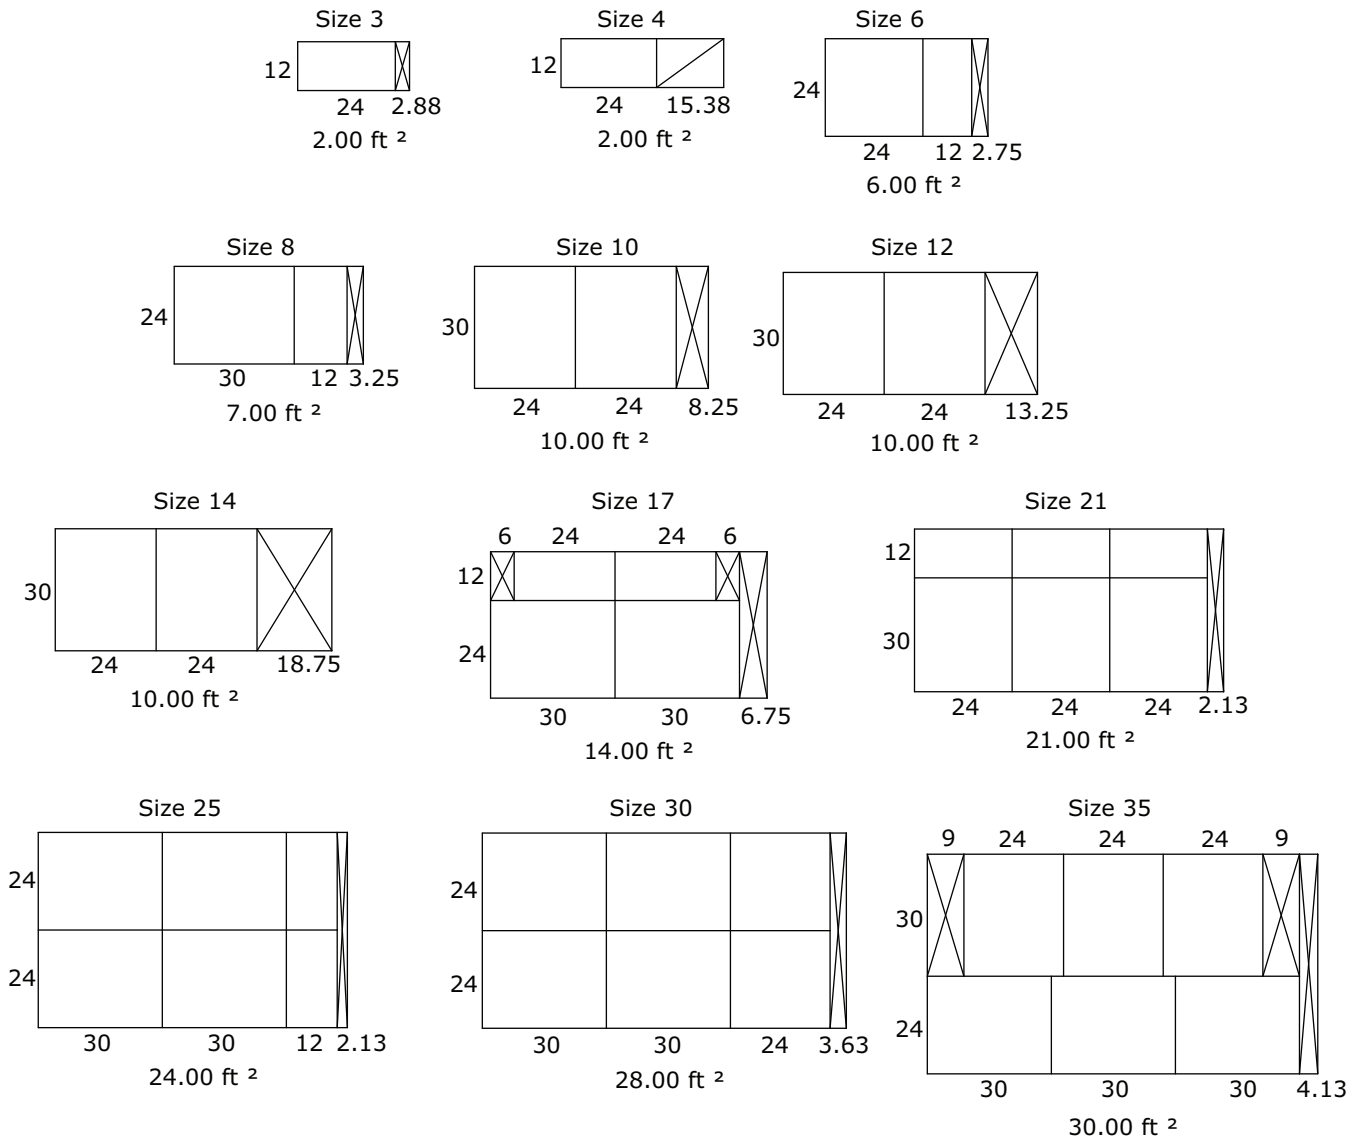 Size 3
12
24 2.88
2.00 ft ²
Size 4
12
24 15.38
2.00 ft ²
Size 6
24
24 12 2.75
6.00 ft ²
Size 8
24
30 12 3.25
7.00 ft ²
Size 10
30
24 24 8.25
10.00 ft ²
Size 12
30
24 24 13.25
10.00 ft ²
Size 14
30
24 24 18.75
10.00 ft ²
Size 17
6 24 24 6
12
24
30 30 6.75
14.00 ft ²
Size 21
12
30
24 24 24 2.13
21.00 ft ²
Size 25
24
24
30 30 12 2.13
24.00 ft ²
Size 30
24
24
30 30 24 3.63
28.00 ft ²
Size 35
9 24 24 24 9
30
24
30 30 30 4.13
30.00 ft ²